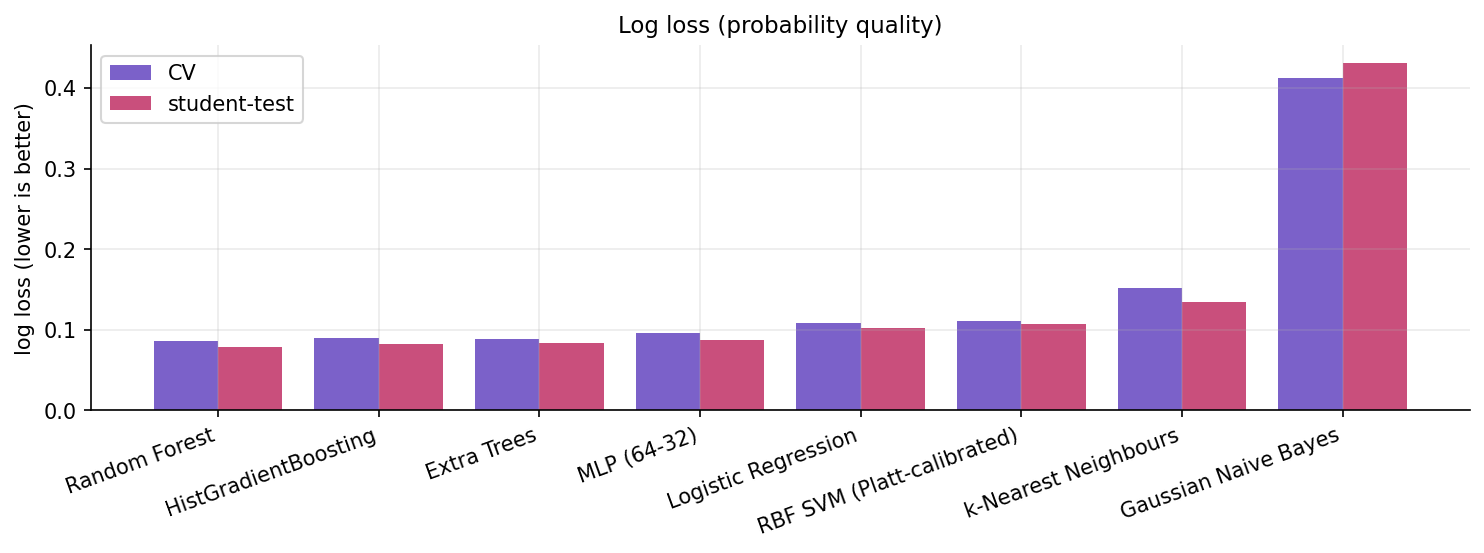 Log loss (probability quality)
CV
student-test
log loss (lower is better)
0.4
0.3
0.2
0.1
0.0
Random Forest
HistGradientBoosting
Extra Trees
MLP (64-32)
Logistic Regression
RBF SVM (Platt-calibrated)
k-Nearest Neighbours
Gaussian Naive Bayes